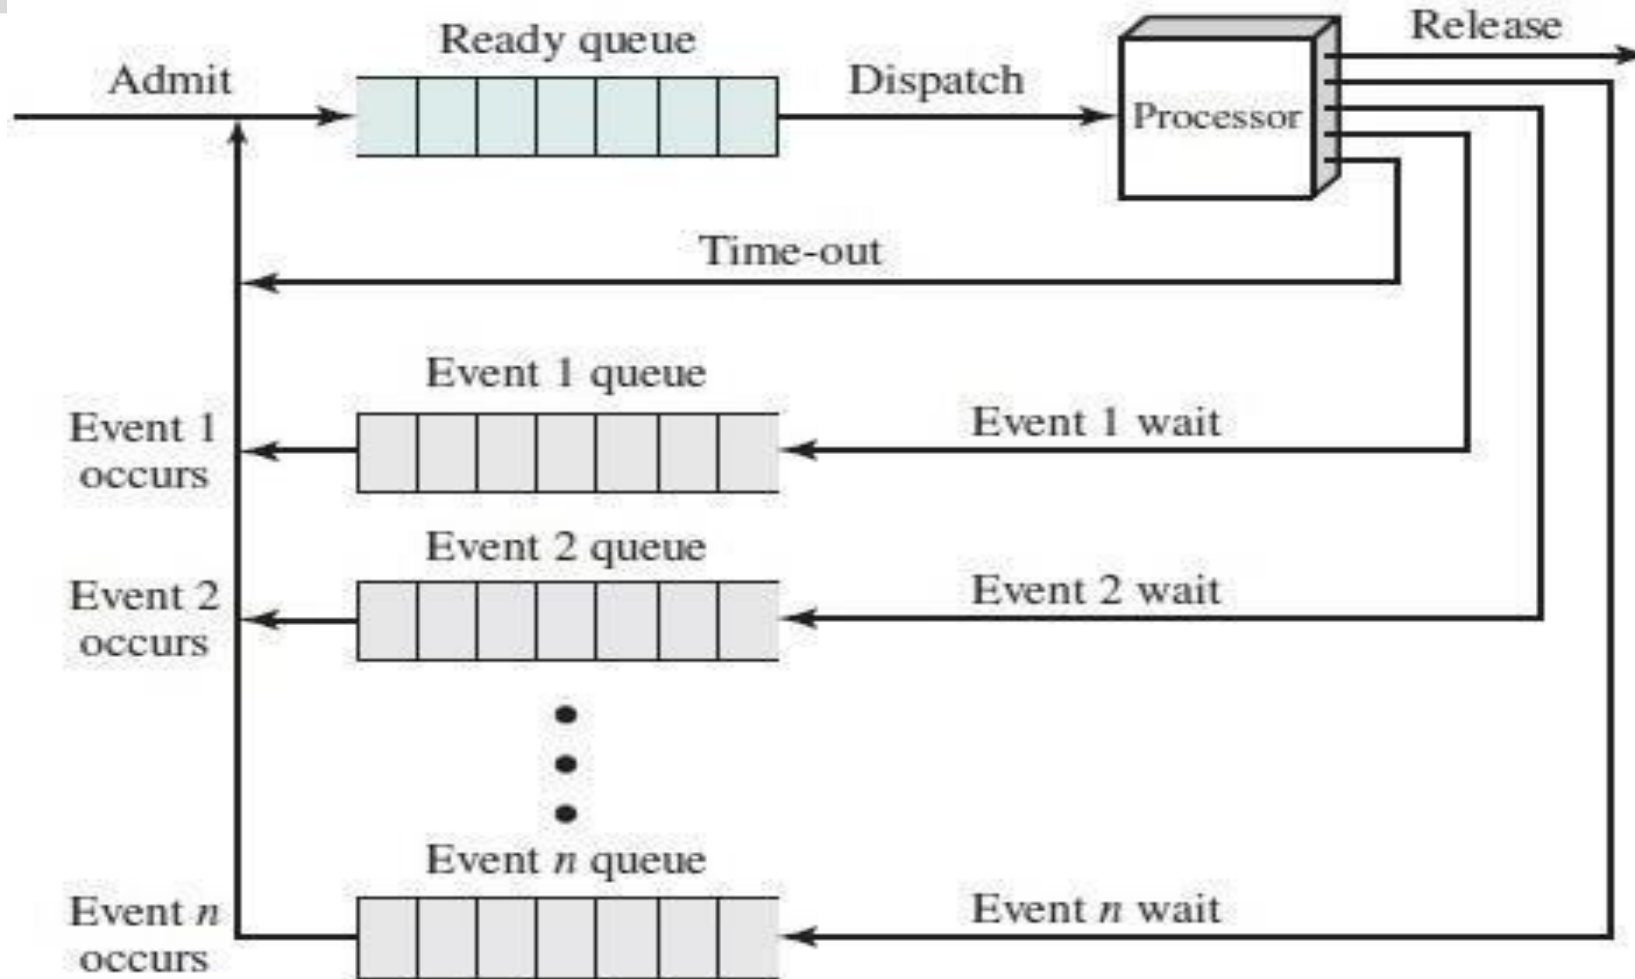 Ready queue
Release
Admit
Dispatch
Processor
Time-out
Event 1 queue
Event 1
occurs
Event 1 wait
Event 2 queue
Event 2
occurs
Event 2 wait
Event n queue
Event n
occurs
Event n wait